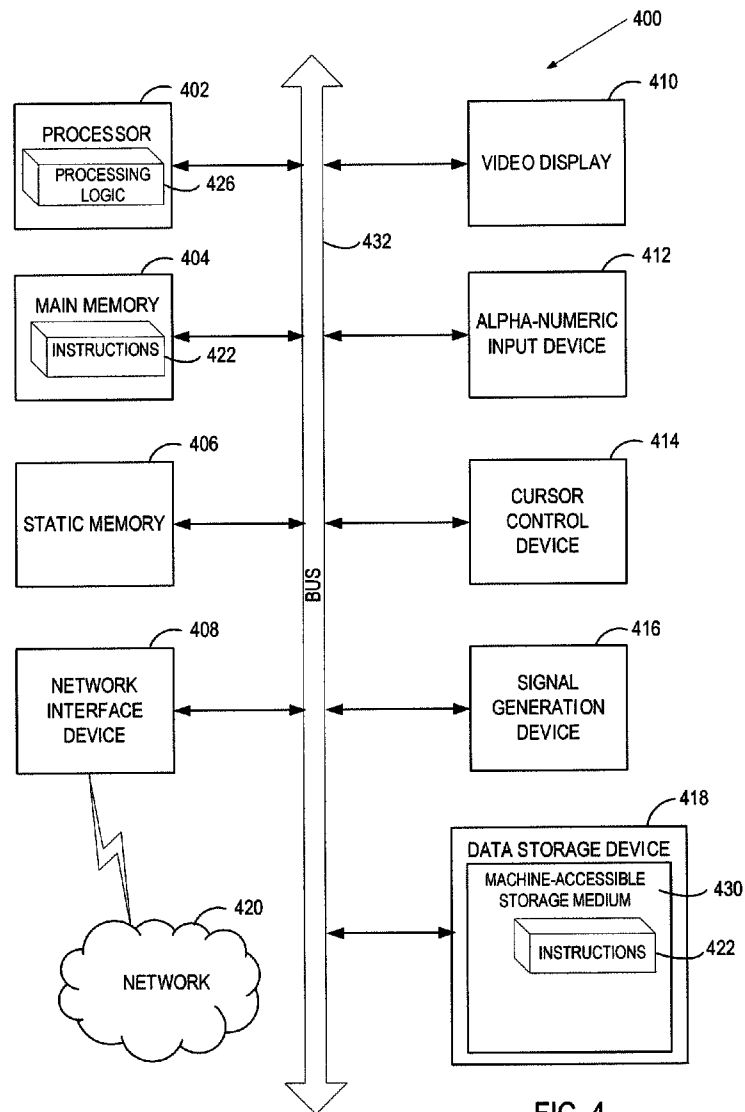 400
402
PROCESSOR
PROCESSING
LOGIC
426
404
MAIN MEMORY
INSTRUCTIONS
422
406
STATIC MEMORY
408
NETWORK
INTERFACE
DEVICE
420
NETWORK
432
BUS
410
VIDEO DISPLAY
412
ALPHA-NUMERIC
INPUT DEVICE
414
CURSOR
CONTROL
DEVICE
416
SIGNAL
GENERATION
DEVICE
418
DATA STORAGE DEVICE
MACHINE-ACCESSIBLE
STORAGE MEDIUM
430
INSTRUCTIONS
422
FIG. 4